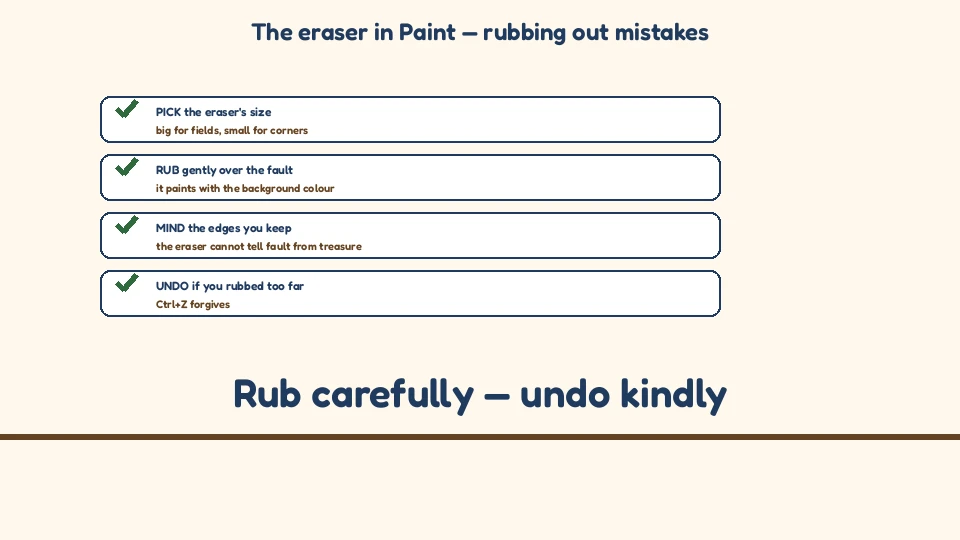 The eraser in Paint — rubbing out mistakes
PICK the eraser's size
big for fields, small for corners
RUB gently over the fault
it paints with the background colour
MIND the edges you keep
the eraser cannot tell fault from treasure
UNDO if you rubbed too far
Ctrl+Z forgives
Rub carefully — undo kindly